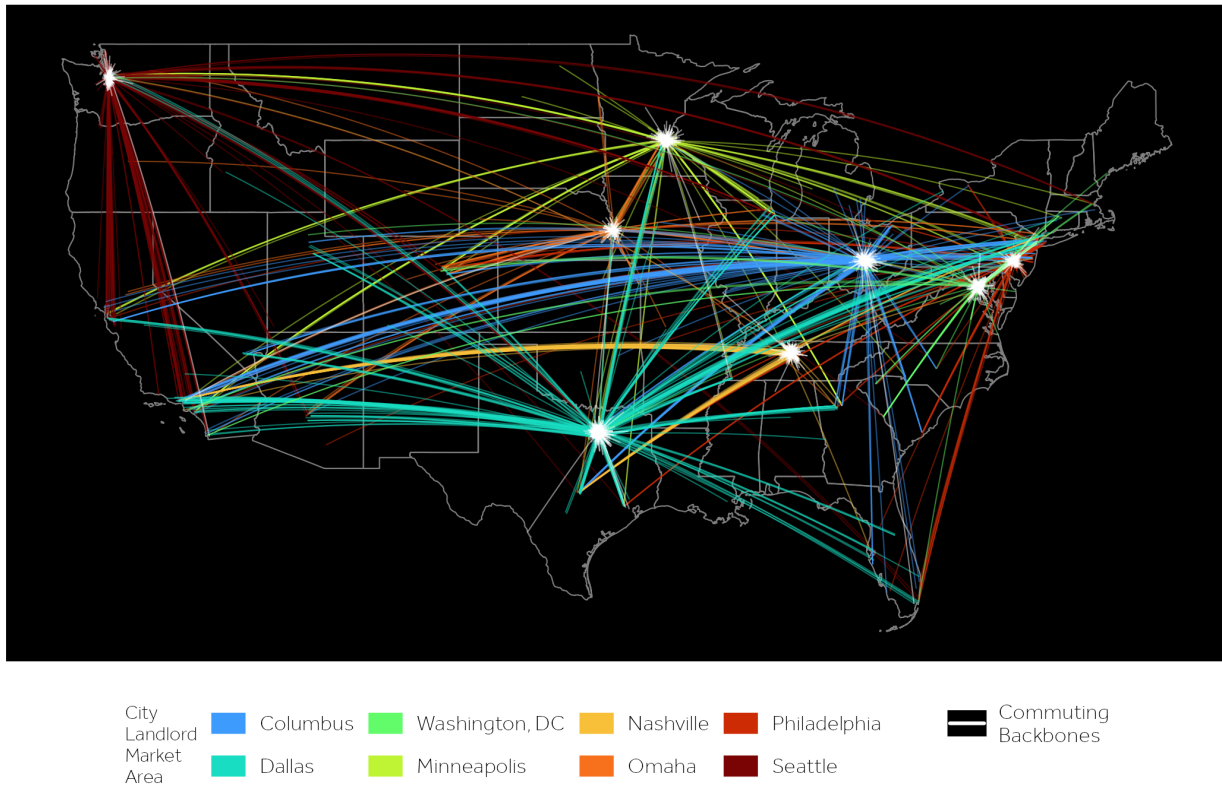 City
Landlord
Market
Area
Columbus
Washington, DC
Nashville
Philadelphia
Dallas
Minneapolis
Omaha
Seattle
Commuting
Backbones